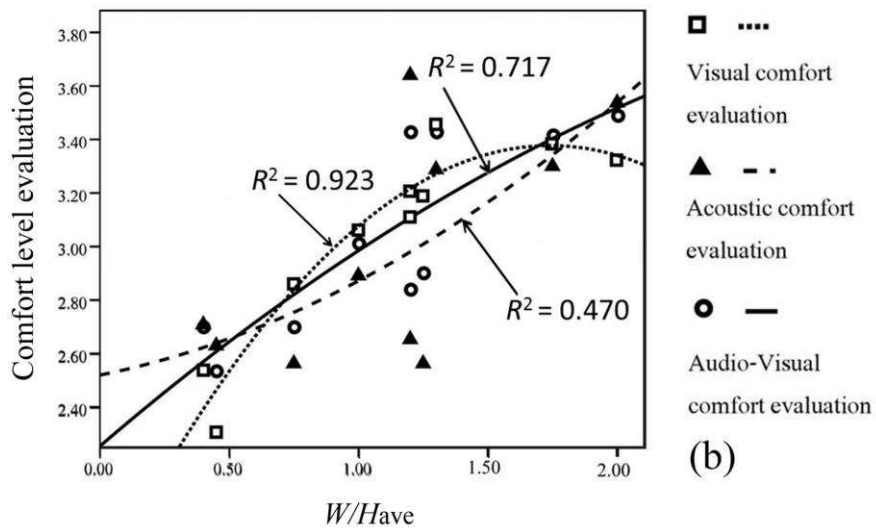 3.80
3.60
3.40
3.20
3.00
2.80
2.60
2.40
0.00
0.50
1.00
1.50
2.00
Comfort level evaluation
W/Have
R² = 0.717
R² = 0.923
R² = 0.470
Visual comfort
evaluation
Acoustic comfort
evaluation
Audio-Visual
comfort evaluation
(b)